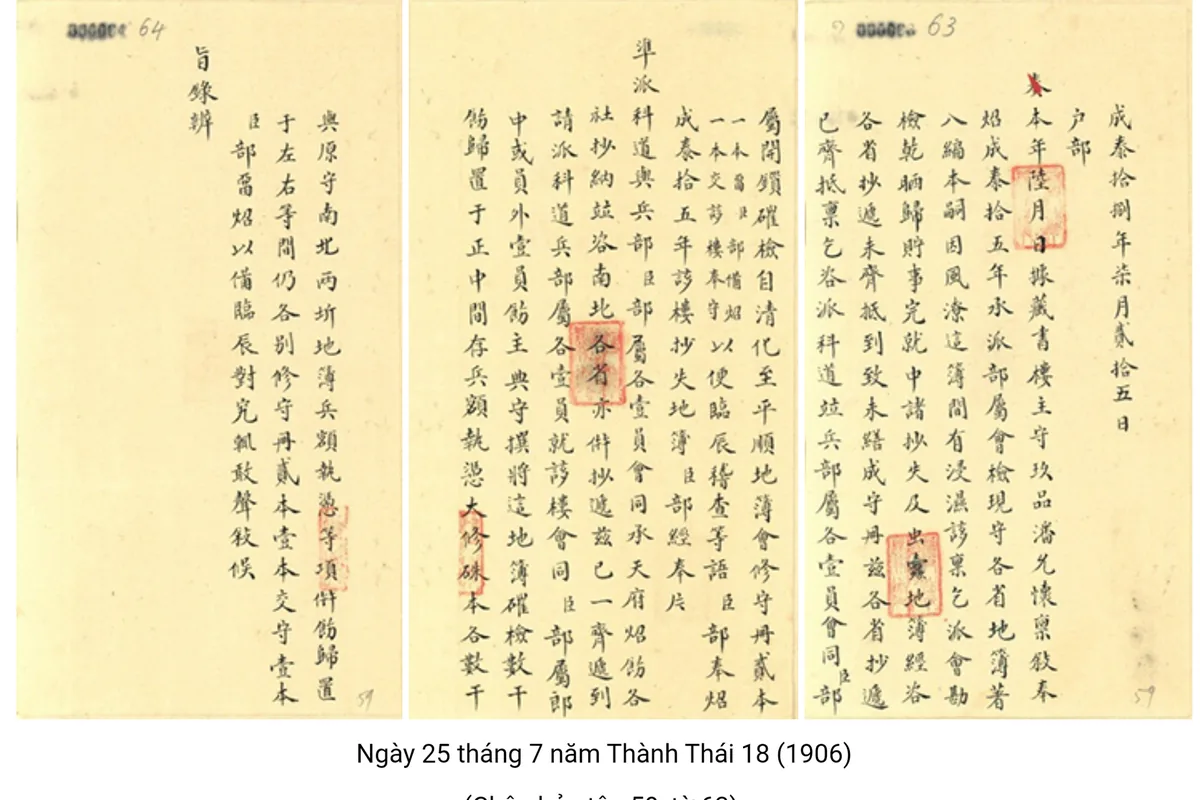 63
成泰拾捌年柒月貳拾五日
戶部
奏本年陸月日據藏書樓主守玖品潘允懷稟敘奉
炤成泰拾五年承派部屬會檢現守各省地簿著
八編本嗣因風潦這簿間有浸濕該稟乞派會勘
檢乾晒歸貯事完就中諸抄失及出靈地簿經咨
各省抄遞未齊抵到致未繕成守冊茲各省抄遞
已齊抵稟乞咨派科道竝兵部屬各壹員會同臣部
屬開鎖確檢自清化至平順地簿會修守冊貳本
一本留臣部備炤
一本交該樓奉守以便臨辰稽查等語臣部奉炤
成泰拾五年該樓抄失地簿臣部經奉片
準派科道與兵部臣部屬各壹員會同承天府炤飭各
社抄納竝咨南北各省亦併抄遞茲已一齊遞到
請派科道兵部屬各壹員就該樓會同臣部屬郎
中或員外壹員飭主典守撰將這地簿確檢數干
飭歸置于正中間存兵額執憑大修硃本各數干
64
與原守南北兩圻地簿兵額執憑等項併飭歸置
于左右等間仍各別修守冊貳本壹本交守壹本
臣部留炤以備臨辰對究輒敢聲敘候
旨錄辦
59
59
Ngày 25 tháng 7 năm Thành Thái 18 (1906)